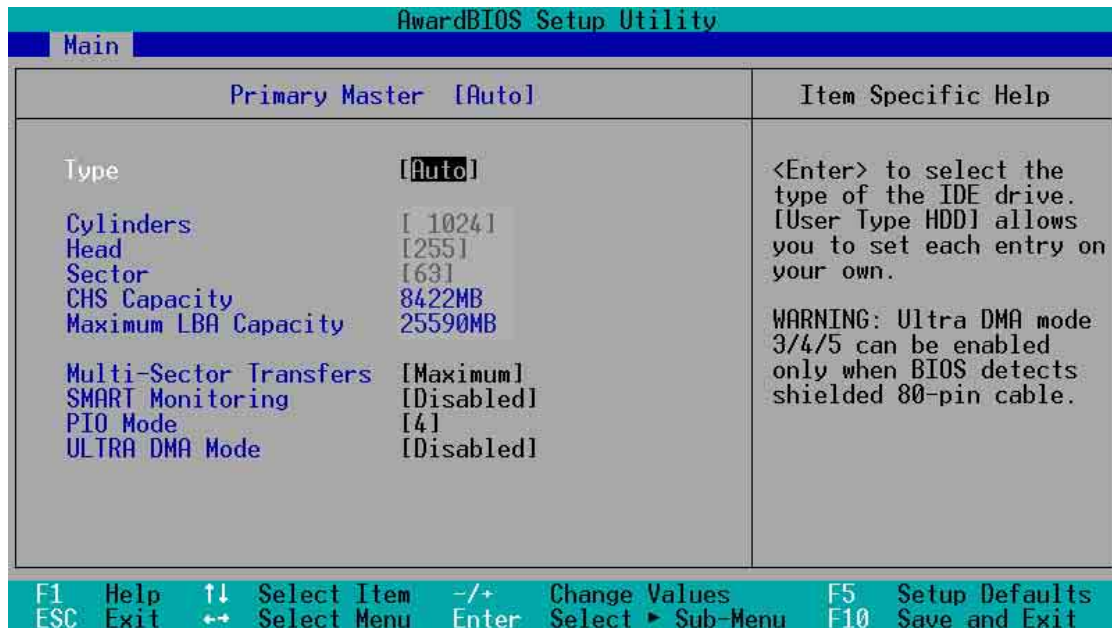 AwardBIOS Setup Utility
Main
Primary Master [Auto]
Item Specific Help
Type [Auto]
Cylinders [ 1024]
Head [255]
Sector [63]
CHS Capacity 8422MB
Maximum LBA Capacity 25590MB
Multi-Sector Transfers [Maximum]
SMART Monitoring [Disabled]
PIO Mode [4]
ULTRA DMA Mode [Disabled]
<Enter> to select the
type of the IDE drive.
[User Type HDD] allows
you to set each entry on
your own.
WARNING: Ultra DMA mode
3/4/5 can be enabled
only when BIOS detects
shielded 80-pin cable.
F1 Help ↑↓ Select Item -/+ Change Values F5 Setup Defaults
ESC Exit ←→ Select Menu Enter Select ► Sub-Menu F10 Save and Exit